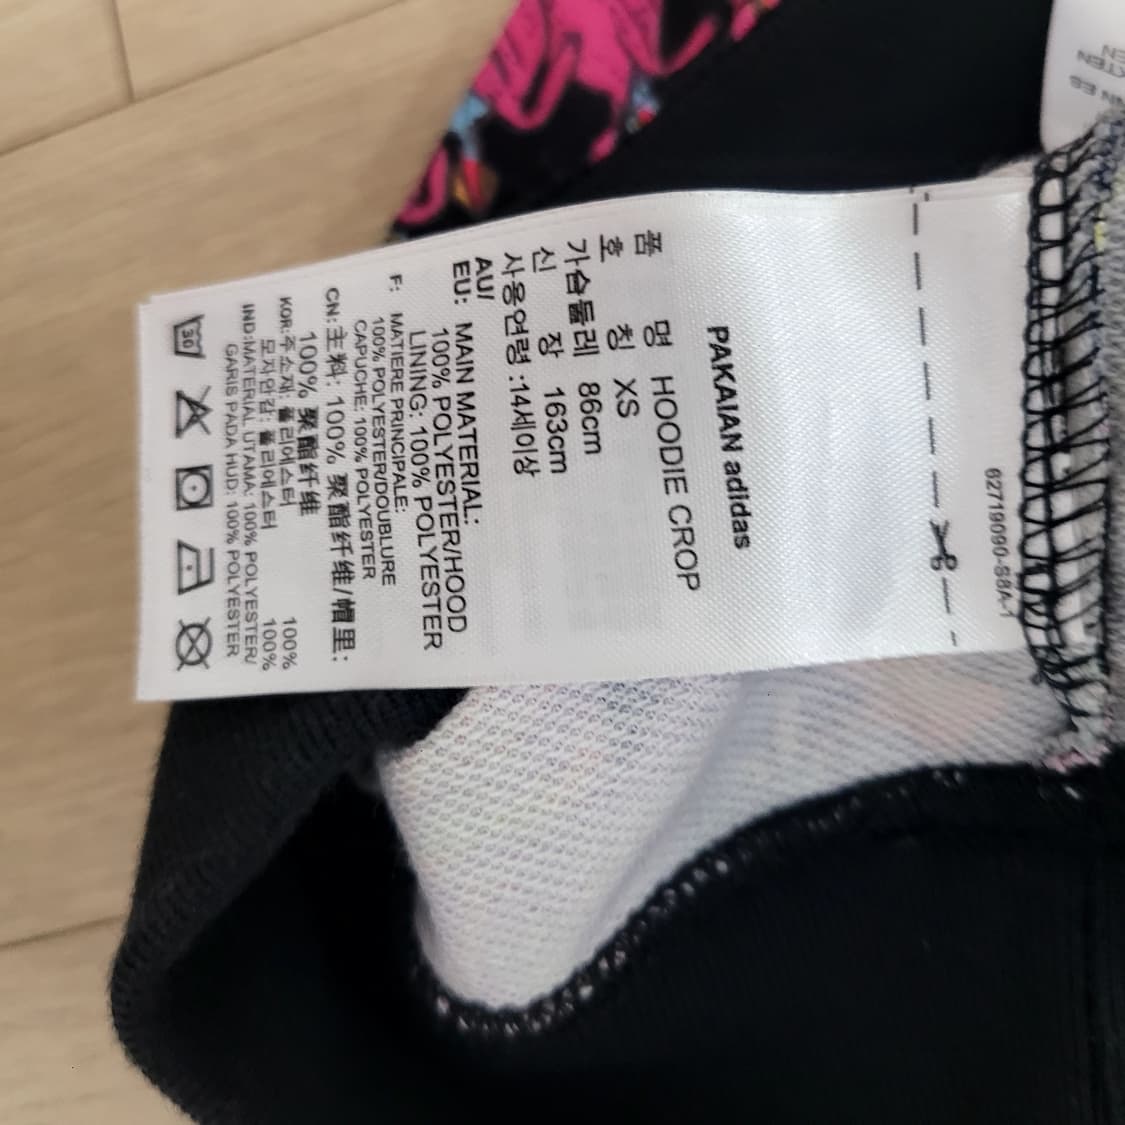 62719090-S8A-1
PAKAIAN adidas
품 명 HOODIE CROP
호 칭 XS
가슴둘레 86cm
신 장 163cm
사용연령 :14세이상
AU/
EU: MAIN MATERIAL:
100% POLYESTER/HOOD
LINING: 100% POLYESTER
F: MATIERE PRINCIPALE:
100% POLYESTER/DOUBLURE
CAPUCHE: 100% POLYESTER
CN:主料: 100% 聚酯纤维/帽里:
100% 聚酯纤维
KOR:주소재: 폴리에스터 100%
모자안감: 폴리에스터 100%
IND:MATERIAL UTAMA: 100% POLYESTER/
GARIS PADA HUD: 100% POLYESTER
30